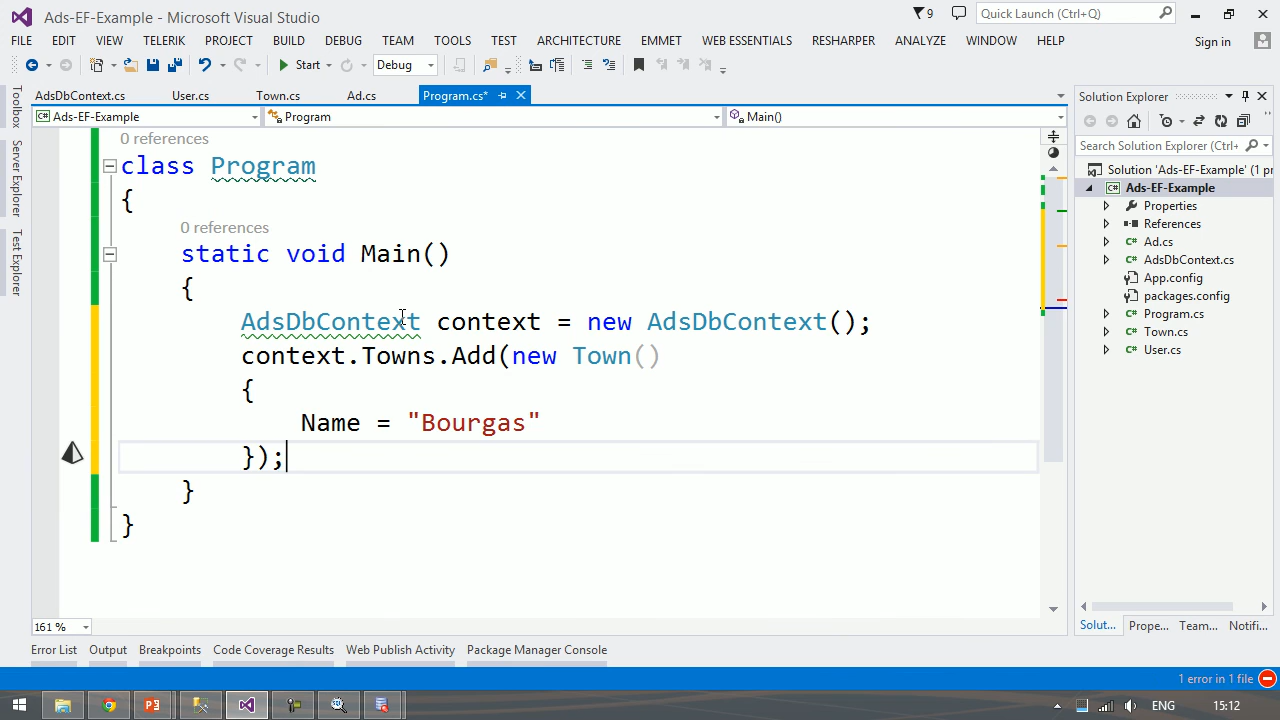 Ads-EF-Example - Microsoft Visual Studio
9
Quick Launch (Ctrl+Q)
FILE EDIT VIEW TELERIK PROJECT BUILD DEBUG TEAM TOOLS TEST ARCHITECTURE EMMET WEB ESSENTIALS RESHARPER ANALYZE WINDOW HELP
Sign in
Start
Debug
AdsDbContext.cs User.cs Town.cs Ad.cs Program.cs*
Ads-EF-Example Program Main()
Toolbox
Server Explorer
Test Explorer
0 references
class Program
{
0 references
static void Main()
{
AdsDbContext context = new AdsDbContext();
context.Towns.Add(new Town()
{
Name = "Bourgas"
});
}
}
161 %
Solution Explorer
Search Solution Explorer (Ctrl+
Solution 'Ads-EF-Example' (1 pr
Ads-EF-Example
Properties
References
Ad.cs
AdsDbContext.cs
App.config
packages.config
Program.cs
Town.cs
User.cs
Solut... Prope... Team... Notifi...
Error List Output Breakpoints Code Coverage Results Web Publish Activity Package Manager Console
1 error in 1 file
ENG 15:12